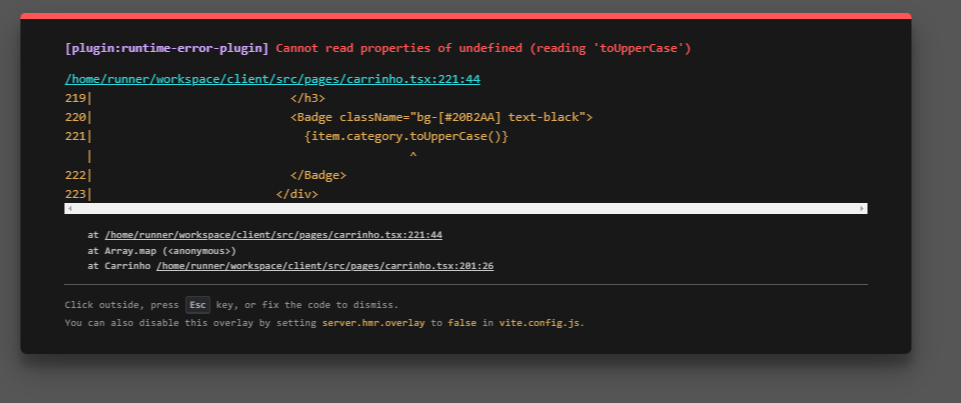 [plugin:runtime-error-plugin] Cannot read properties of undefined (reading 'toUpperCase')
/home/runner/workspace/client/src/pages/carrinho.tsx:221:44
219|                            </h3>
220|                            <Badge className="bg-[#20B2AA] text-black">
221|                              {item.category.toUpperCase()}
   |                                            ^
222|                            </Badge>
223|                          </div>
at /home/runner/workspace/client/src/pages/carrinho.tsx:221:44
at Array.map (<anonymous>)
at Carrinho /home/runner/workspace/client/src/pages/carrinho.tsx:201:26
Click outside, press Esc key, or fix the code to dismiss.
You can also disable this overlay by setting server.hmr.overlay to false in vite.config.js.